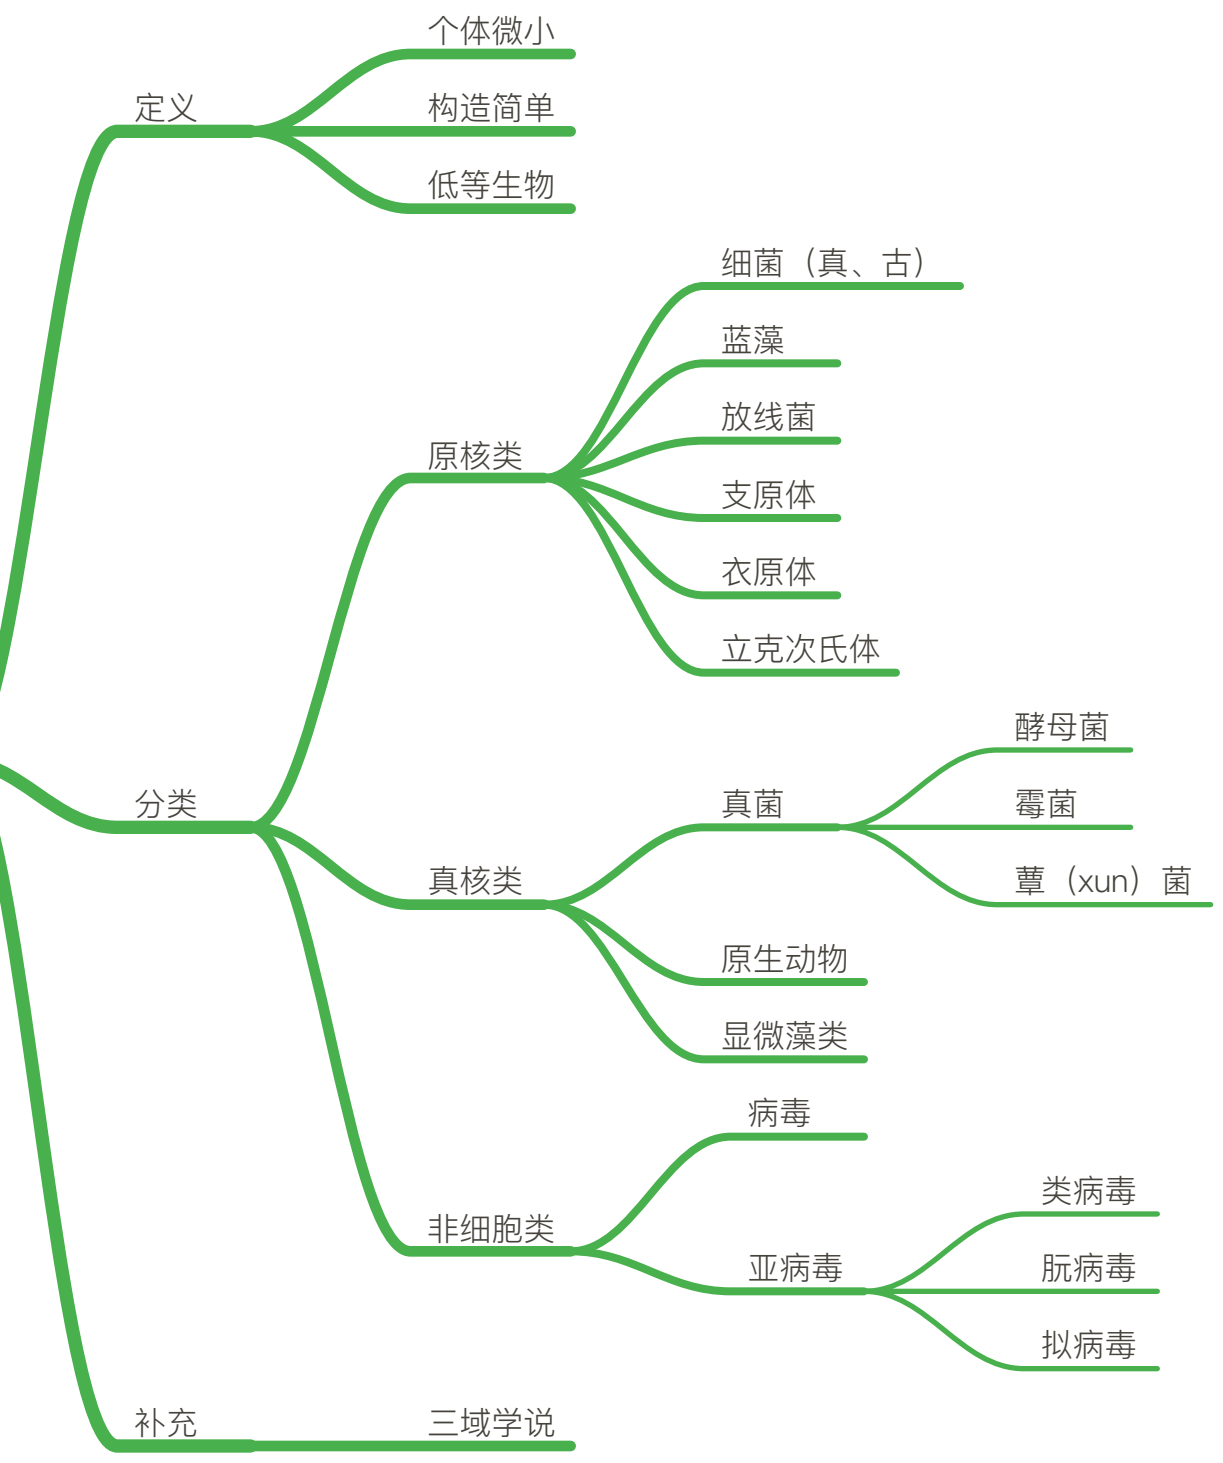 个体微小
构造简单
定义
低等生物
细菌（真、古）
蓝藻
放线菌
原核类
支原体
衣原体
立克次氏体
酵母菌
分类
真菌
霉菌
真核类
蕈（xun）菌
原生动物
显微藻类
病毒
类病毒
非细胞类
亚病毒
朊病毒
拟病毒
补充
三域学说